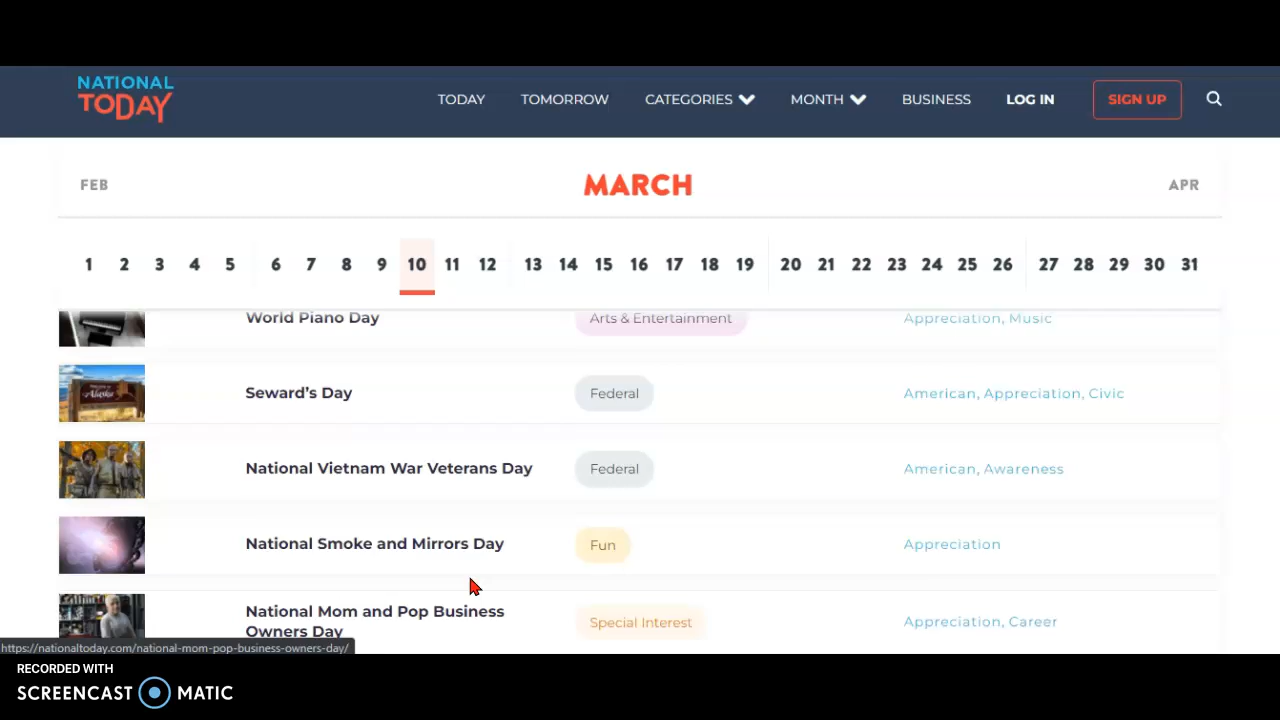 NATIONAL
TODAY
TODAY TOMORROW CATEGORIES MONTH BUSINESS LOG IN SIGN UP
FEB MARCH APR
1 2 3 4 5 6 7 8 9 10 11 12 13 14 15 16 17 18 19 20 21 22 23 24 25 26 27 28 29 30 31
World Piano Day Arts & Entertainment Appreciation, Music
Seward's Day Federal American, Appreciation, Civic
National Vietnam War Veterans Day Federal American, Awareness
National Smoke and Mirrors Day Fun Appreciation
National Mom and Pop Business
Owners Day Special Interest Appreciation, Career
https://nationaltoday.com/national-mom-pop-business-owners-day/
RECORDED WITH
SCREENCAST MATIC